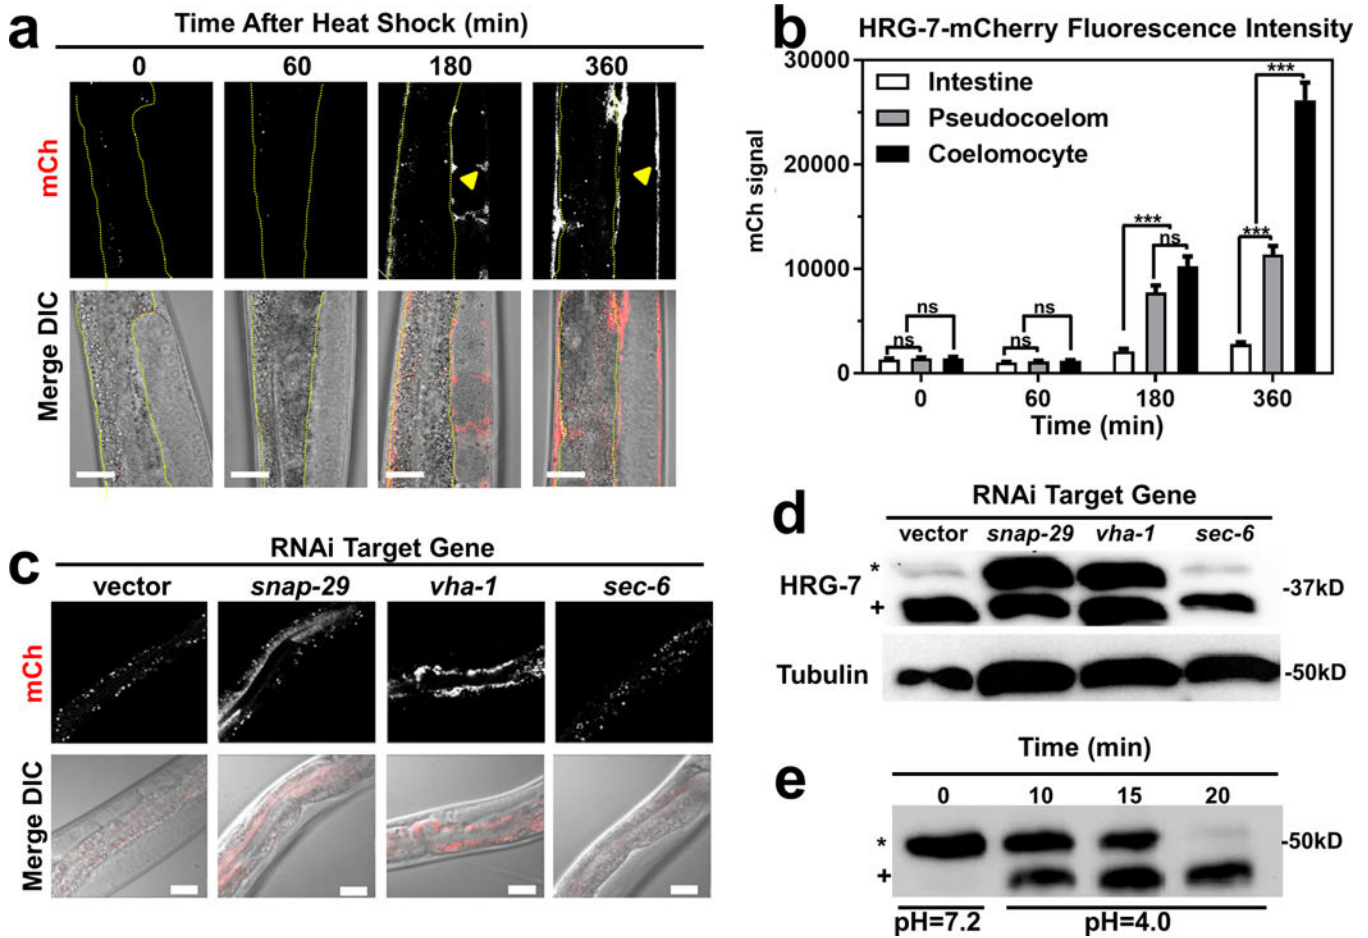 a
Time After Heat Shock (min)
0 60 180 360
mCh
Merge DIC
b
HRG-7-mCherry Fluorescence Intensity
mCh signal
30000
20000
10000
0
Intestine
Pseudocoelom
Coelomocyte
ns ns
ns ns
*** ns
*** ***
0 60 180 360
Time (min)
c
RNAi Target Gene
vector snap-29 vha-1 sec-6
mCh
Merge DIC
d
RNAi Target Gene
vector snap-29 vha-1 sec-6
HRG-7 * + -37kD
Tubulin -50kD
e
Time (min)
0 10 15 20
* -50kD
+
pH=7.2 pH=4.0